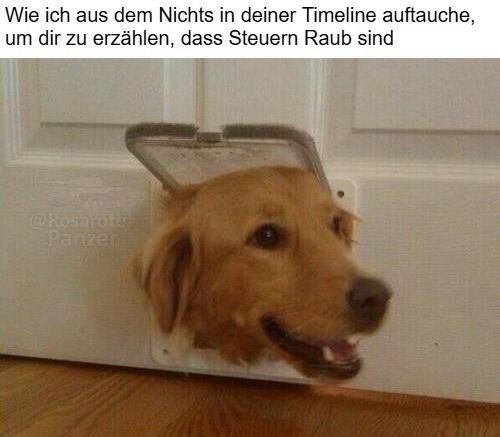 Wie ich aus dem Nichts in deiner Timeline auftauche,
um dir zu erzählen, dass Steuern Raub sind
@Rosarote
Panzer